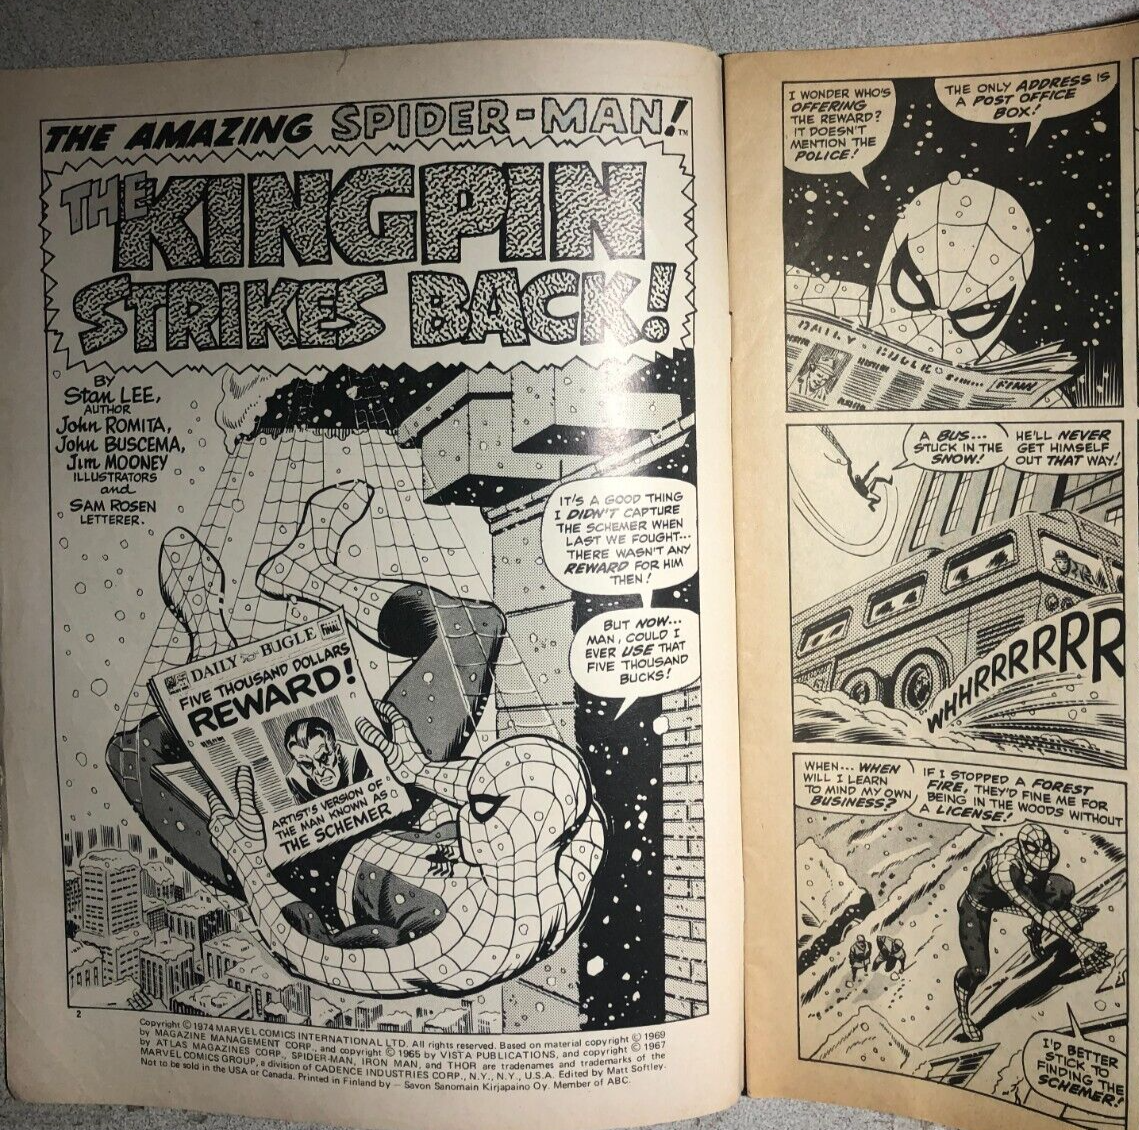 THE AMAZING SPIDER-MAN! TM
THE KINGPIN
STRIKES BACK!
BY
Stan LEE,
AUTHOR
John ROMITA,
John BUSCEMA,
Jim MOONEY
ILLUSTRATORS
and
SAM ROSEN
LETTERER.
IT'S A GOOD THING
I DIDN'T CAPTURE
THE SCHEMER WHEN
LAST WE FOUGHT...
THERE WASN'T ANY
REWARD FOR HIM
THEN!
BUT NOW...
MAN, COULD I
EVER USE THAT
FIVE THOUSAND
BUCKS!
DAILY BUGLE
FINAL
FIVE THOUSAND DOLLARS
REWARD!
ARTIST'S VERSION OF
THE MAN KNOWN AS
THE SCHEMER
2
Copyright © 1974 MARVEL COMICS INTERNATIONAL LTD. All rights reserved. Based on material copyright © 1969
by MAGAZINE MANAGEMENT CORP., and copyright © 1965 by VISTA PUBLICATIONS, and copyright © 1967
by ATLAS MAGAZINES CORP., SPIDER-MAN, IRON MAN, and THOR are tradenames and trademarks of the
MARVEL COMICS GROUP, a division of CADENCE INDUSTRIES CORP., N.Y., N.Y., U.S.A. Edited by Matt Softley.
Not to be sold in the USA or Canada. Printed in Finland by — Savon Sanomain Kirjapaino Oy. Member of ABC.
I WONDER WHO'S
OFFERING
THE REWARD?
IT DOESN'T
MENTION THE
POLICE!
THE ONLY ADDRESS IS
A POST OFFICE
BOX!
DAILY BUGLE
A BUS...
STUCK IN THE
SNOW!
HE'LL NEVER
GET HIMSELF
OUT THAT WAY!
WHHRRRRRRR
WHEN... WHEN
WILL I LEARN
TO MIND MY OWN
BUSINESS?
IF I STOPPED A FOREST
FIRE, THEY'D FINE ME FOR
BEING IN THE WOODS WITHOUT
A LICENSE!
I'D BETTER
STICK TO
FINDING THE
SCHEMER!